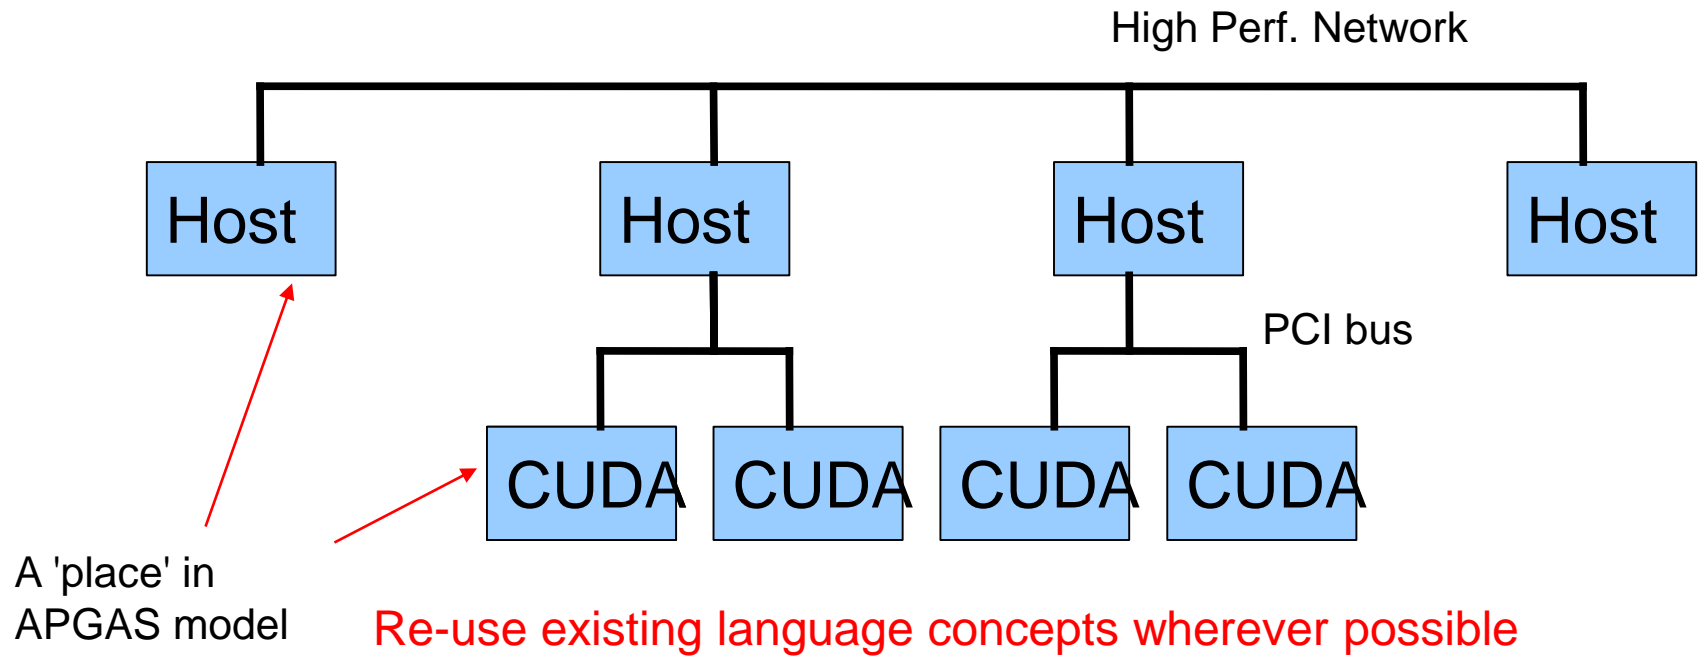 High Perf. Network
Host Host Host Host
PCI bus
CUDA CUDA CUDA CUDA
A 'place' in
APGAS model
Re-use existing language concepts wherever possible